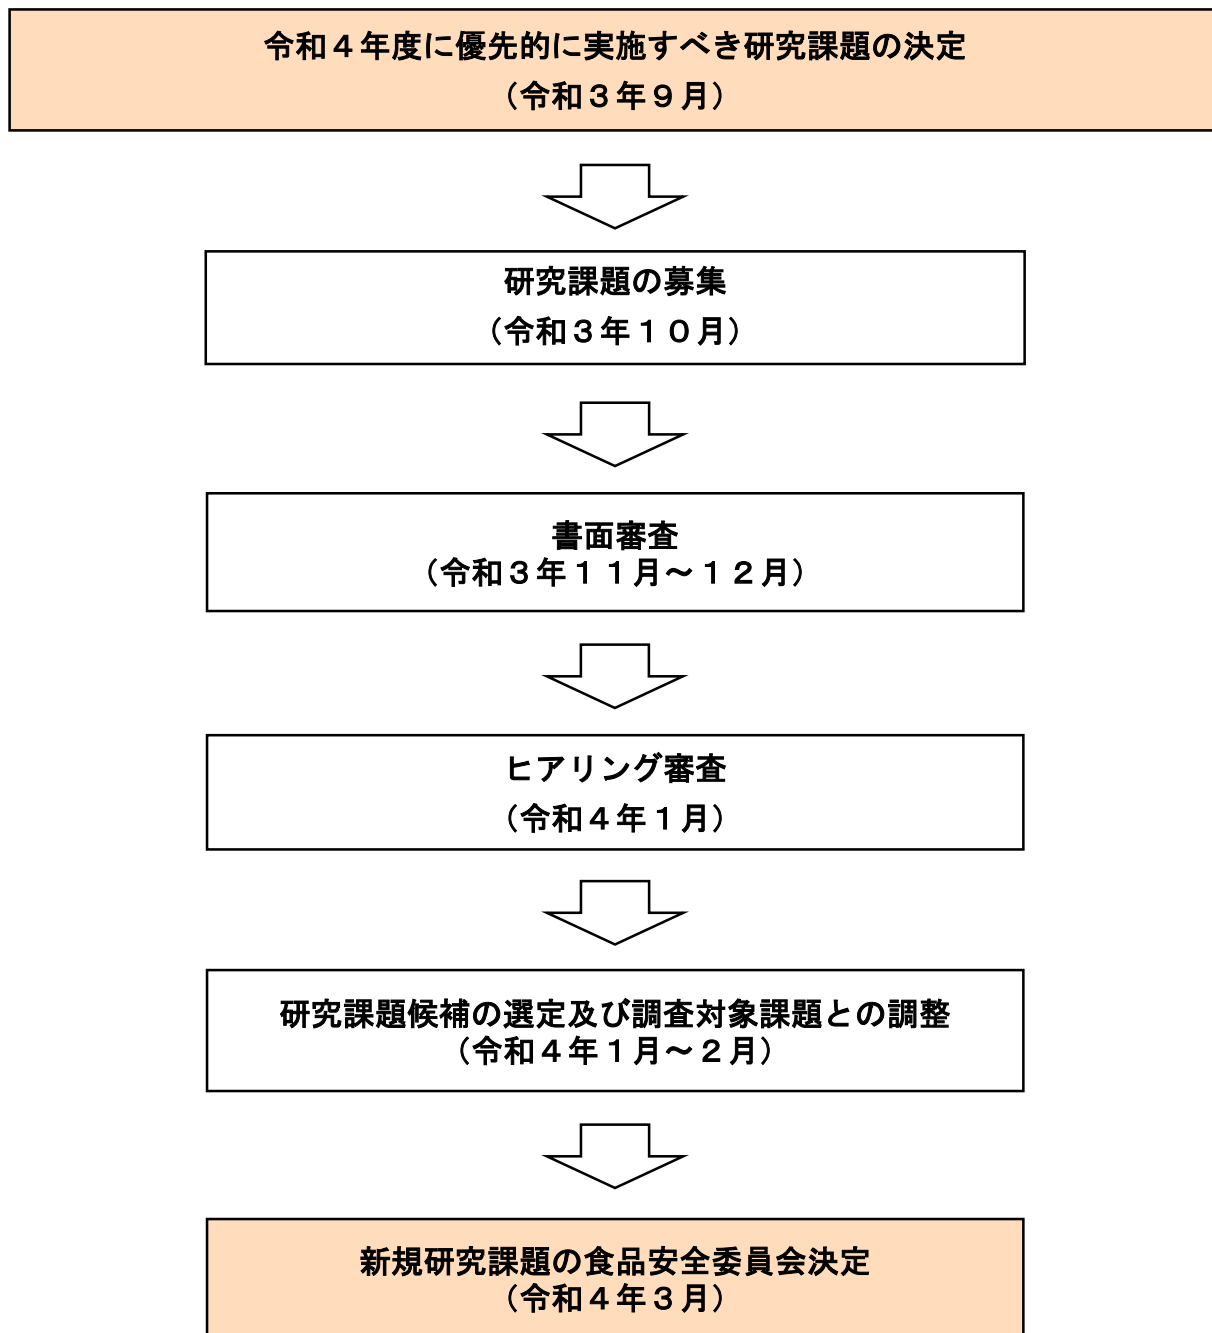 令和４年度に優先的に実施すべき研究課題の決定
（令和３年９月）
研究課題の募集
（令和３年１０月）
書面審査
（令和３年１１月～１２月）
ヒアリング審査
（令和４年１月）
研究課題候補の選定及び調査対象課題との調整
（令和４年１月～２月）
新規研究課題の食品安全委員会決定
（令和４年３月）